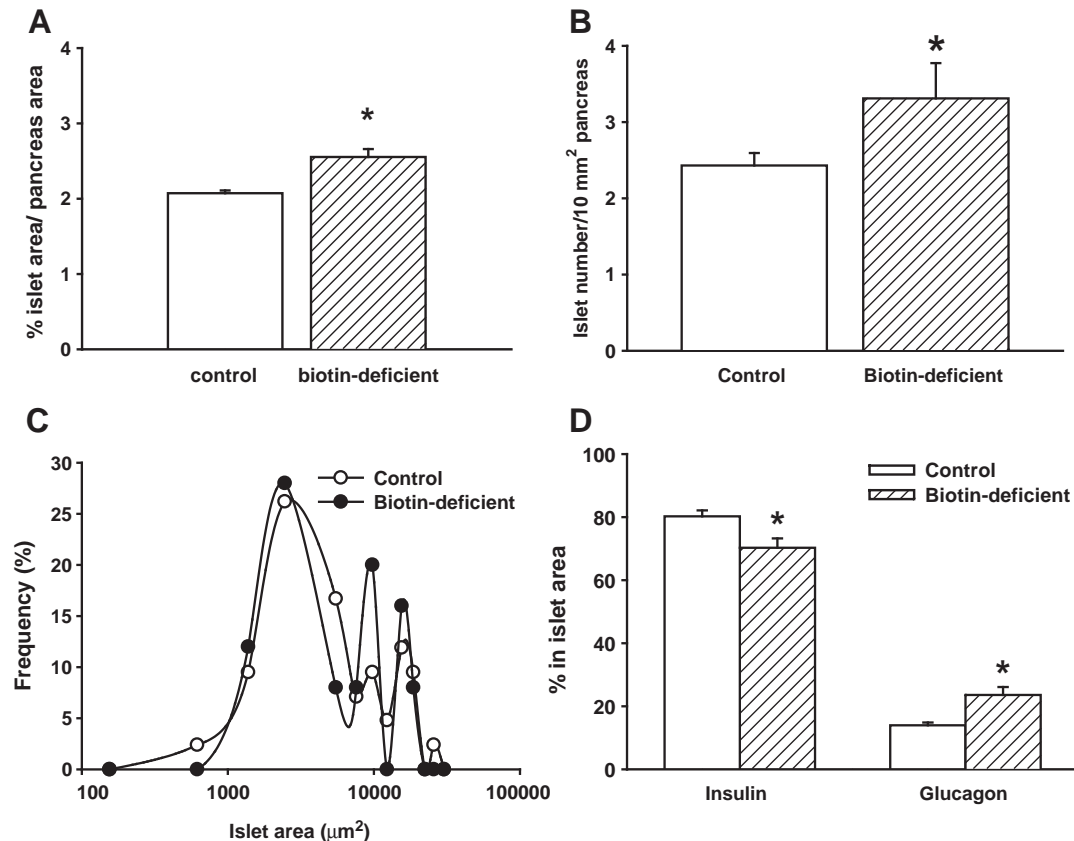 A
% islet area/ pancreas area
4
3
2
1
0
*
control
biotin-deficient
B
Islet number/10 mm² pancreas
4
3
2
1
0
*
Control
Biotin-deficient
C
Frequency (%)
30
25
20
15
10
5
0
Control
Biotin-deficient
100
1000
10000
100000
Islet area (μm²)
D
% in islet area
100
80
60
40
20
0
Control
Biotin-deficient
*
*
Insulin
Glucagon